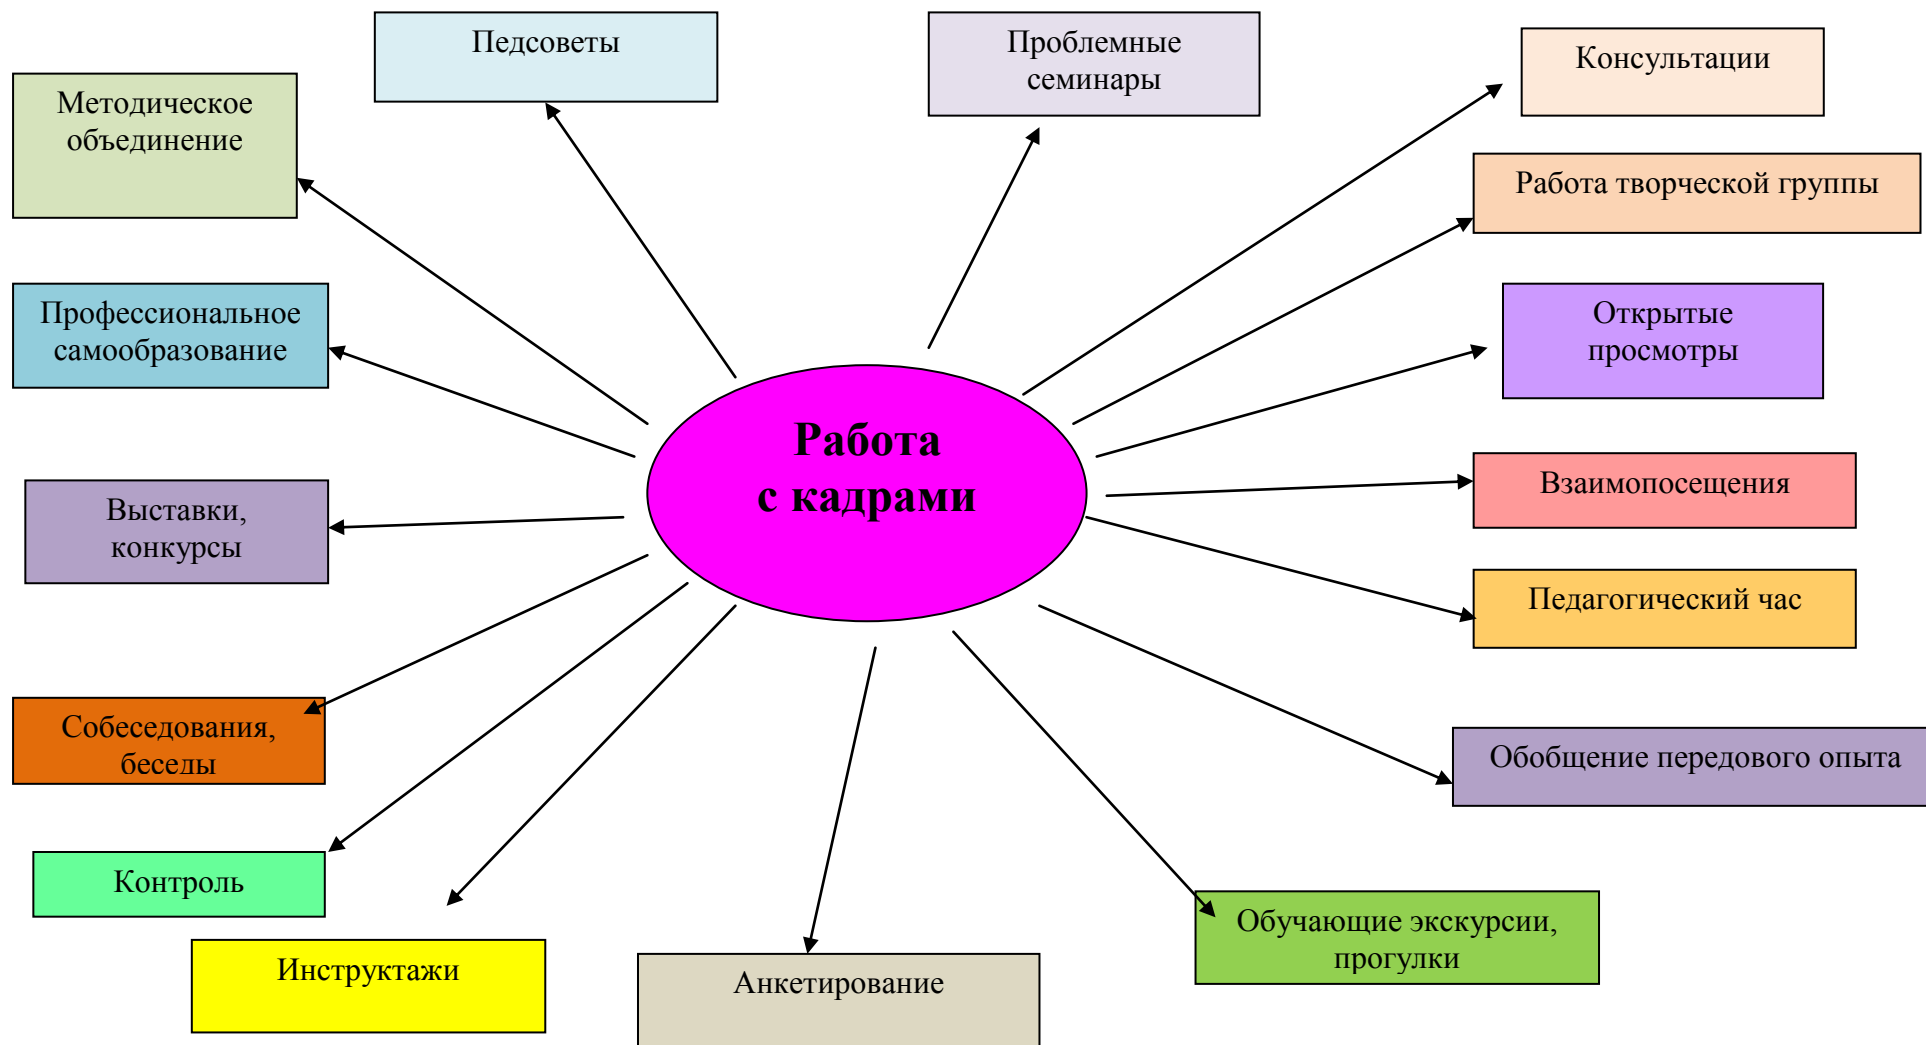 Педсоветы
Проблемные
семинары
Консультации
Методическое
объединение
Работа творческой группы
Профессиональное
самообразование
Открытые
просмотры
Работа
с кадрами
Выставки,
конкурсы
Взаимопосещения
Педагогический час
Собеседования,
беседы
Обобщение передового опыта
Контроль
Обучающие экскурсии,
прогулки
Инструктажи
Анкетирование